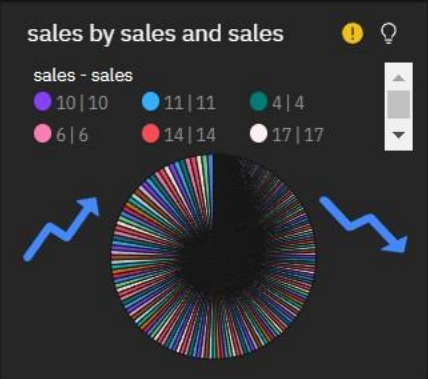 sales by sales and sales
sales - sales
10 | 10
11 | 11
4 | 4
6 | 6
14 | 14
17 | 17